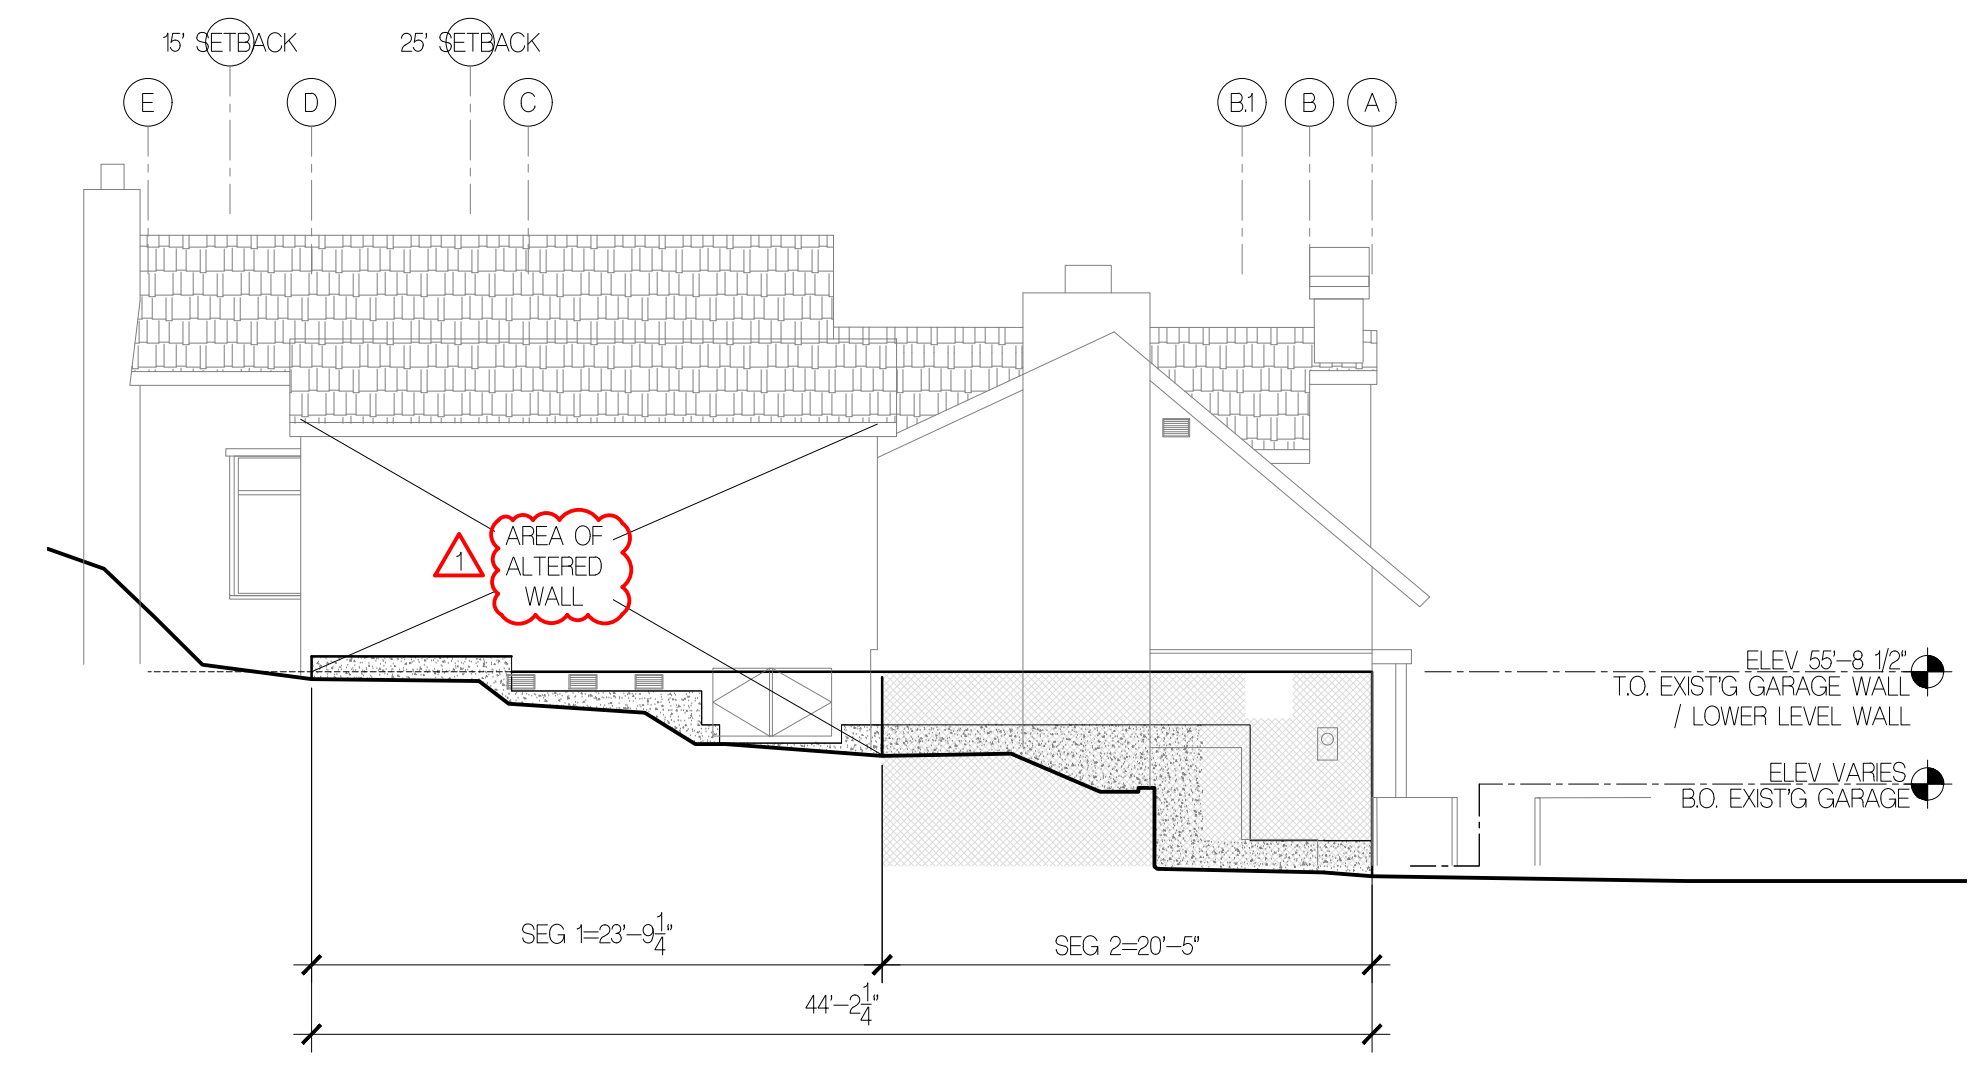 15' SETBACK
25' SETBACK
E
D
C
B.1
B
A
1
AREA OF
ALTERED
WALL
ELEV 55'-8 1/2"
T.O. EXIST'G GARAGE WALL
/ LOWER LEVEL WALL
ELEV VARIES
B.O. EXIST'G GARAGE
SEG 1=23'-9 1/4"
SEG 2=20'-5"
44'-2 1/4"